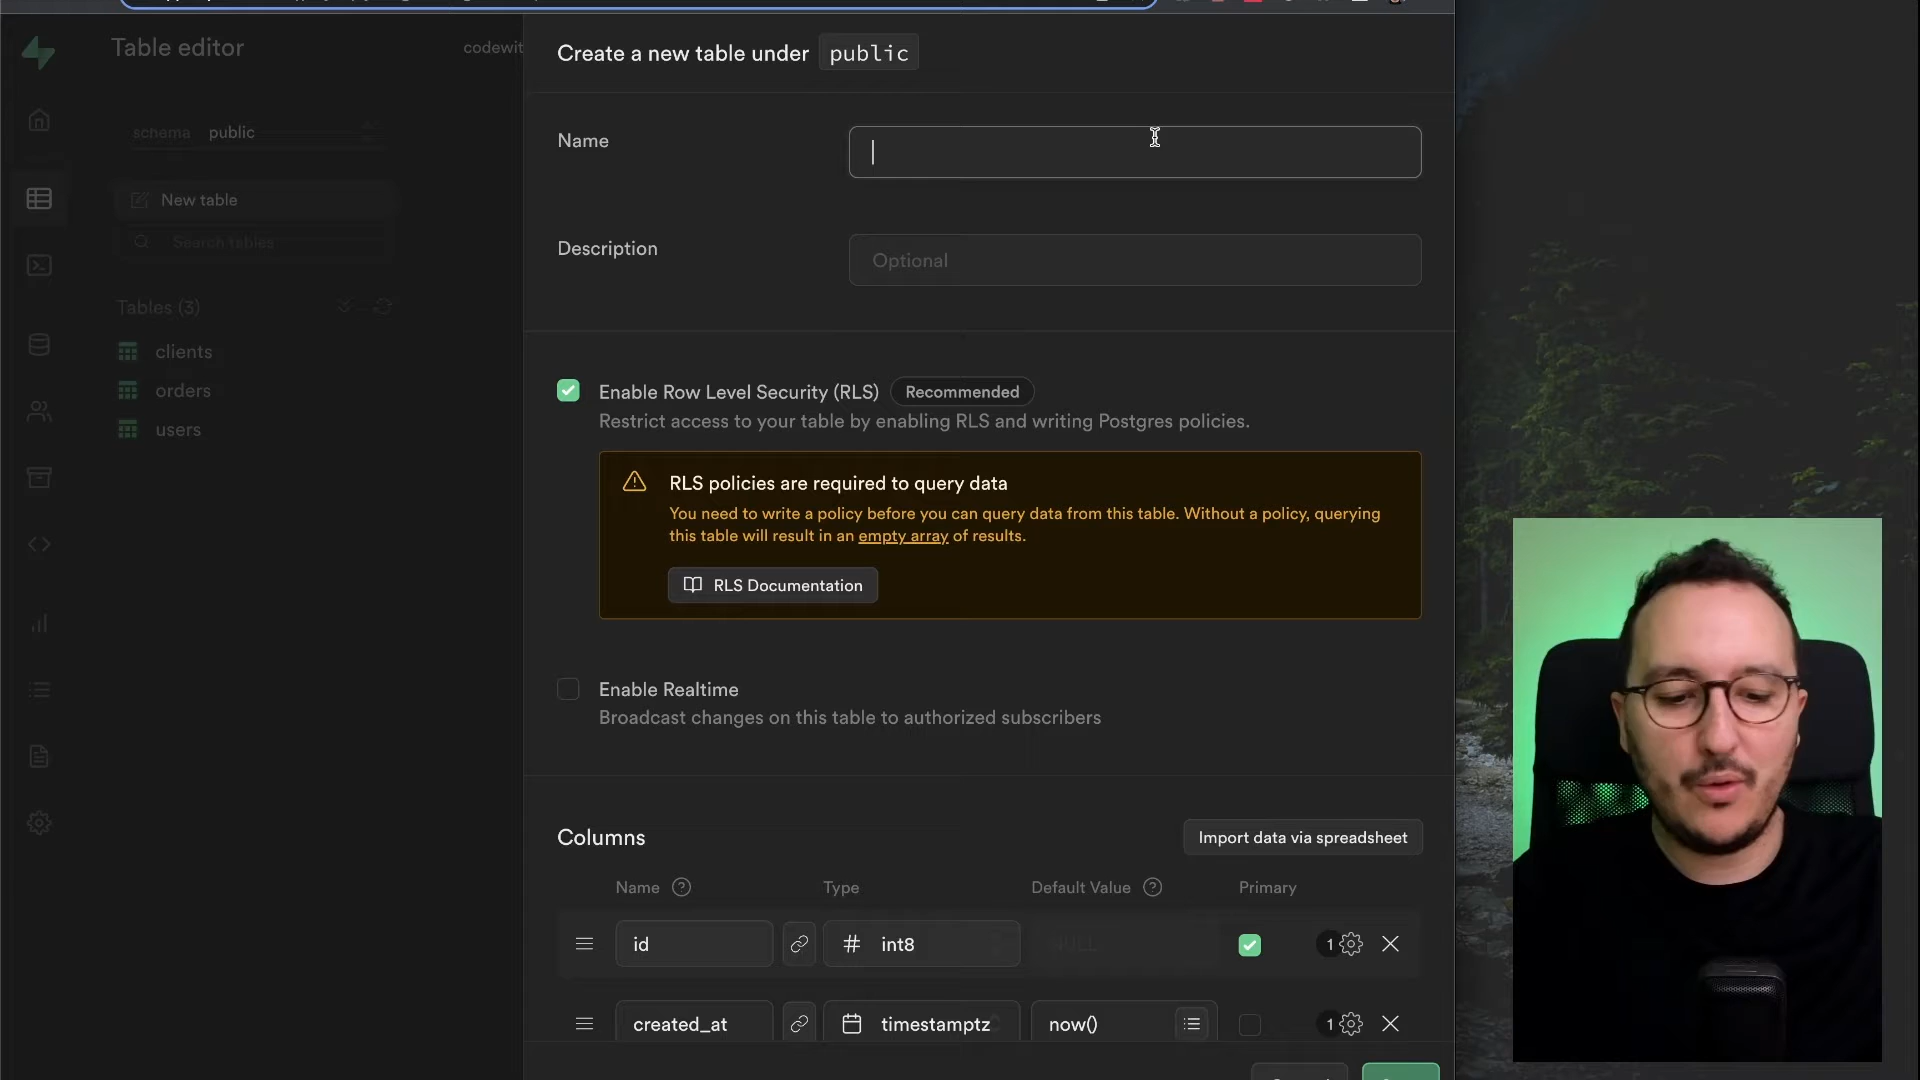 Table editor
codewit
schema public
New table
Search tables
Tables (3)
clients
orders
users
Create a new table under public
Name
Description
Optional
Enable Row Level Security (RLS) Recommended
Restrict access to your table by enabling RLS and writing Postgres policies.
RLS policies are required to query data
You need to write a policy before you can query data from this table. Without a policy, querying
this table will result in an empty array of results.
RLS Documentation
Enable Realtime
Broadcast changes on this table to authorized subscribers
Columns
Import data via spreadsheet
Name Type Default Value Primary
id int8 NULL 1
created_at timestamptz now() 1